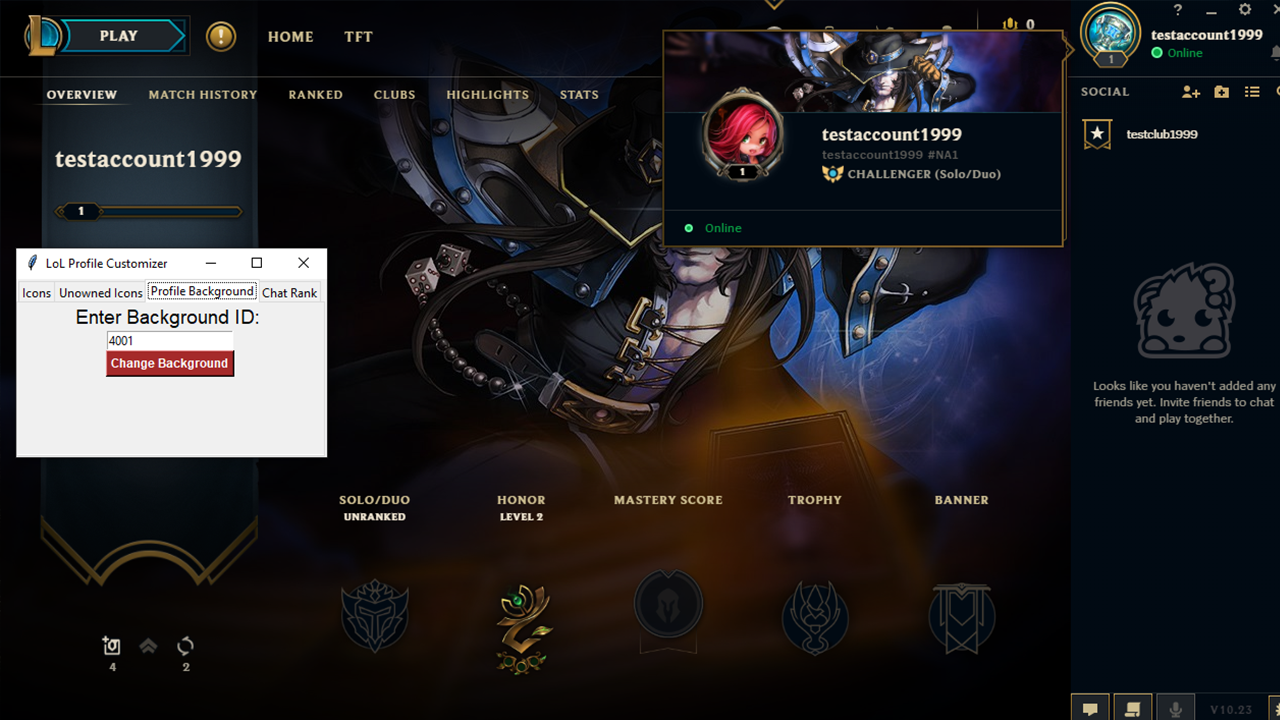 PLAY
HOME
TFT
0
OVERVIEW
MATCH HISTORY
RANKED
CLUBS
HIGHLIGHTS
STATS
testaccount1999
1
LoL Profile Customizer
Icons
Unowned Icons
Profile Background
Chat Rank
Enter Background ID:
4001
Change Background
testaccount1999
testaccount1999 #NA1
CHALLENGER (Solo/Duo)
1
Online
?
testaccount1999
Online
1
SOCIAL
testclub1999
Looks like you haven't added any
friends yet. Invite friends to chat
and play together.
SOLO/DUO
UNRANKED
HONOR
LEVEL 2
MASTERY SCORE
TROPHY
BANNER
4
2
V10.23